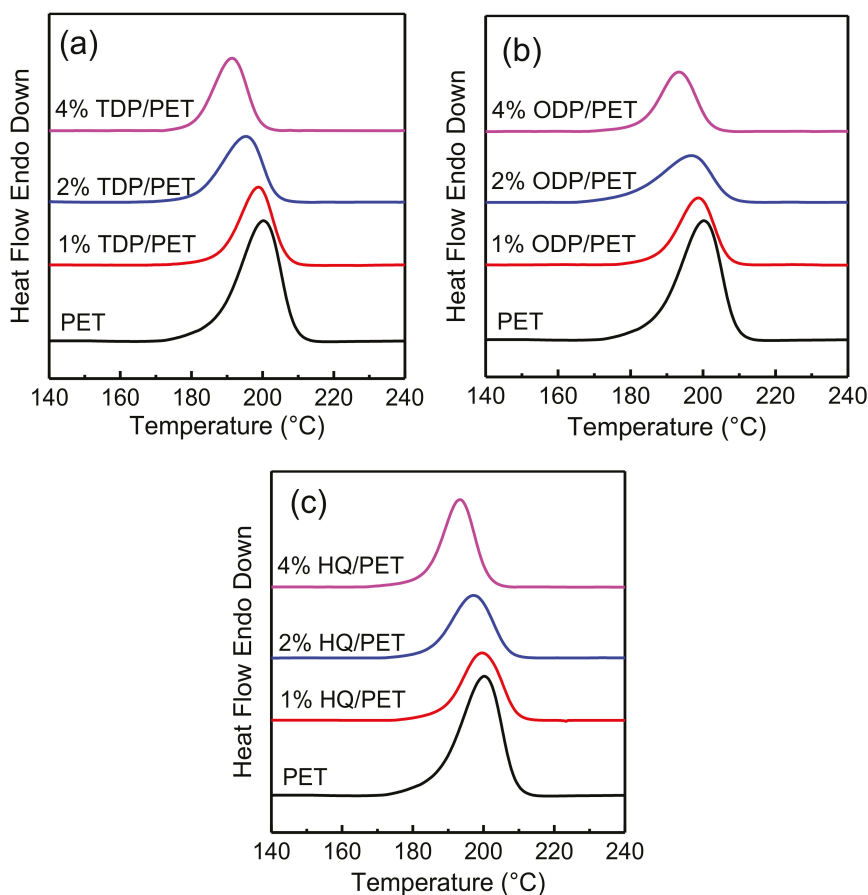 (a)
Heat Flow Endo Down
4% TDP/PET
2% TDP/PET
1% TDP/PET
PET
140 160 180 200 220 240
Temperature (°C)
(b)
Heat Flow Endo Down
4% ODP/PET
2% ODP/PET
1% ODP/PET
PET
140 160 180 200 220 240
Temperature (°C)
(c)
Heat Flow Endo Down
4% HQ/PET
2% HQ/PET
1% HQ/PET
PET
140 160 180 200 220 240
Temperature (°C)